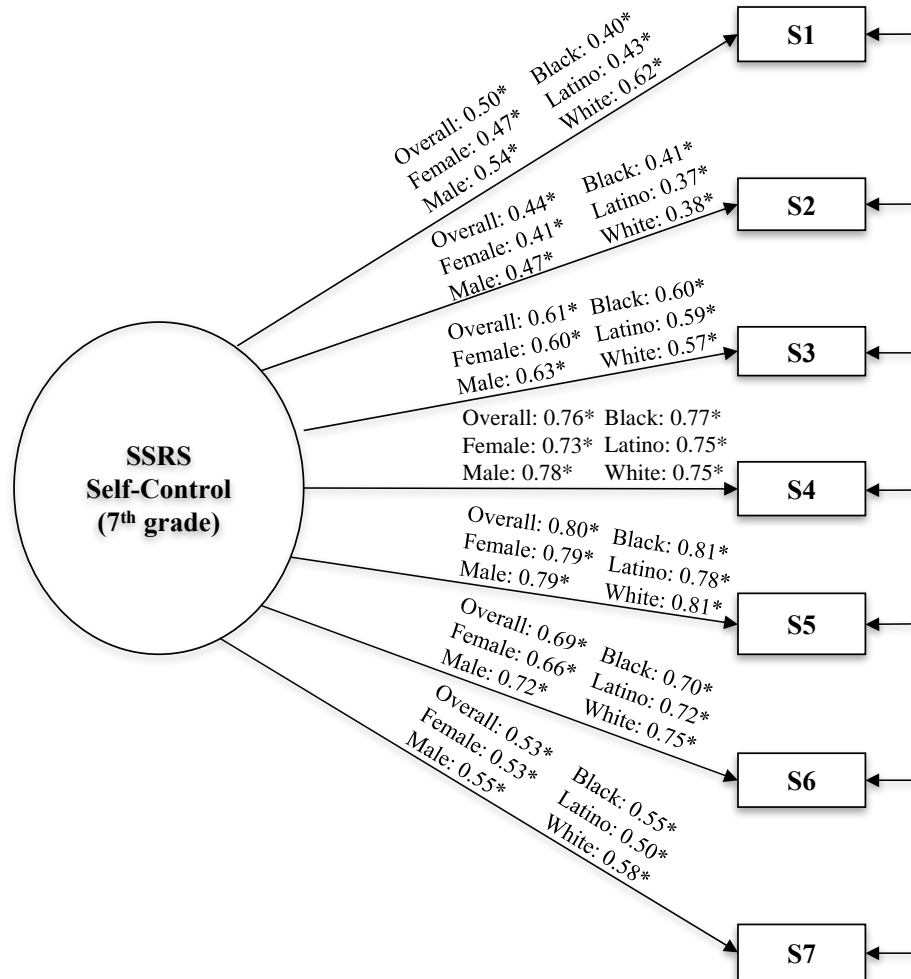 SSRS
Self-Control
(7th grade)
Overall: 0.50*
Female: 0.47*
Male: 0.54*
Black: 0.40*
Latino: 0.43*
White: 0.62*
S1
Overall: 0.44*
Female: 0.41*
Male: 0.47*
Black: 0.41*
Latino: 0.37*
White: 0.38*
S2
Overall: 0.61*
Female: 0.60*
Male: 0.63*
Black: 0.60*
Latino: 0.59*
White: 0.57*
S3
Overall: 0.76*
Female: 0.73*
Male: 0.78*
Black: 0.77*
Latino: 0.75*
White: 0.75*
S4
Overall: 0.80*
Female: 0.79*
Male: 0.79*
Black: 0.81*
Latino: 0.78*
White: 0.81*
S5
Overall: 0.69*
Female: 0.66*
Male: 0.72*
Black: 0.70*
Latino: 0.72*
White: 0.75*
S6
Overall: 0.53*
Female: 0.53*
Male: 0.55*
Black: 0.55*
Latino: 0.50*
White: 0.58*
S7